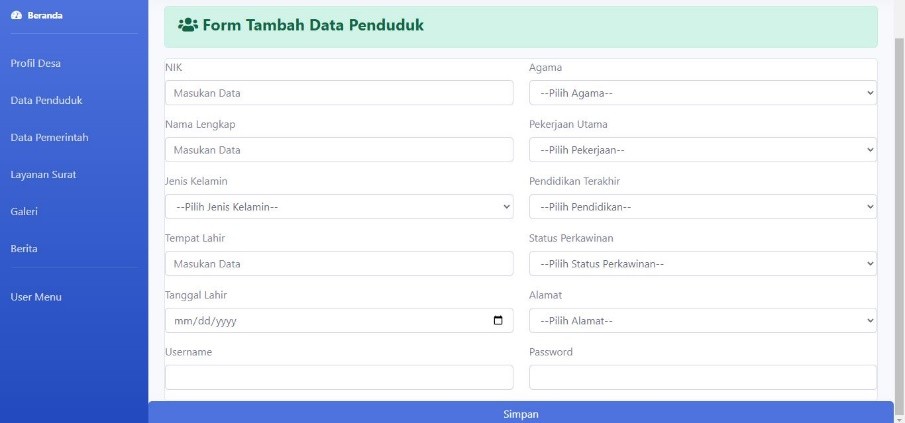 Beranda
Profil Desa
Data Penduduk
Data Pemerintah
Layanan Surat
Galeri
Berita
User Menu
Form Tambah Data Penduduk
NIK
Masukan Data
Nama Lengkap
Masukan Data
Jenis Kelamin
--Pilih Jenis Kelamin--
Tempat Lahir
Masukan Data
Tanggal Lahir
mm/dd/yyyy
Username
Agama
--Pilih Agama--
Pekerjaan Utama
--Pilih Pekerjaan--
Pendidikan Terakhir
--Pilih Pendidikan--
Status Perkawinan
--Pilih Status Perkawinan--
Alamat
--Pilih Alamat--
Password
Simpan